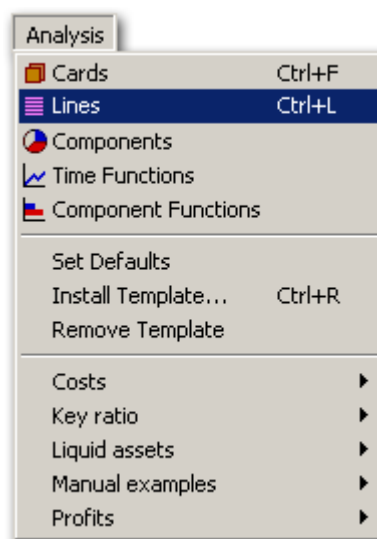 Analysis
Cards Ctrl+F
Lines Ctrl+L
Components
Time Functions
Component Functions
Set Defaults
Install Template... Ctrl+R
Remove Template
Costs
Key ratio
Liquid assets
Manual examples
Profits